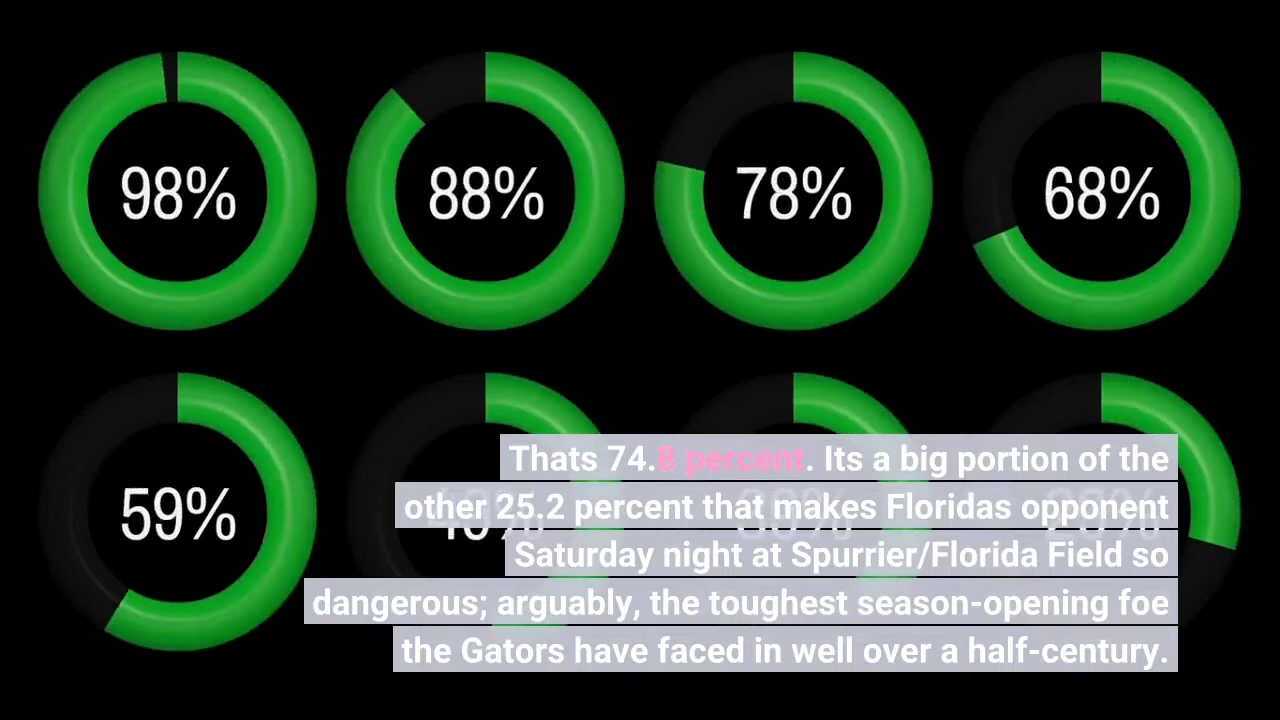 98% 88% 78% 68%
59%
Thats 74.8 percent. Its a big portion of the
other 25.2 percent that makes Floridas opponent
Saturday night at Spurrier/Florida Field so
dangerous; arguably, the toughest season-opening foe
the Gators have faced in well over a half-century.